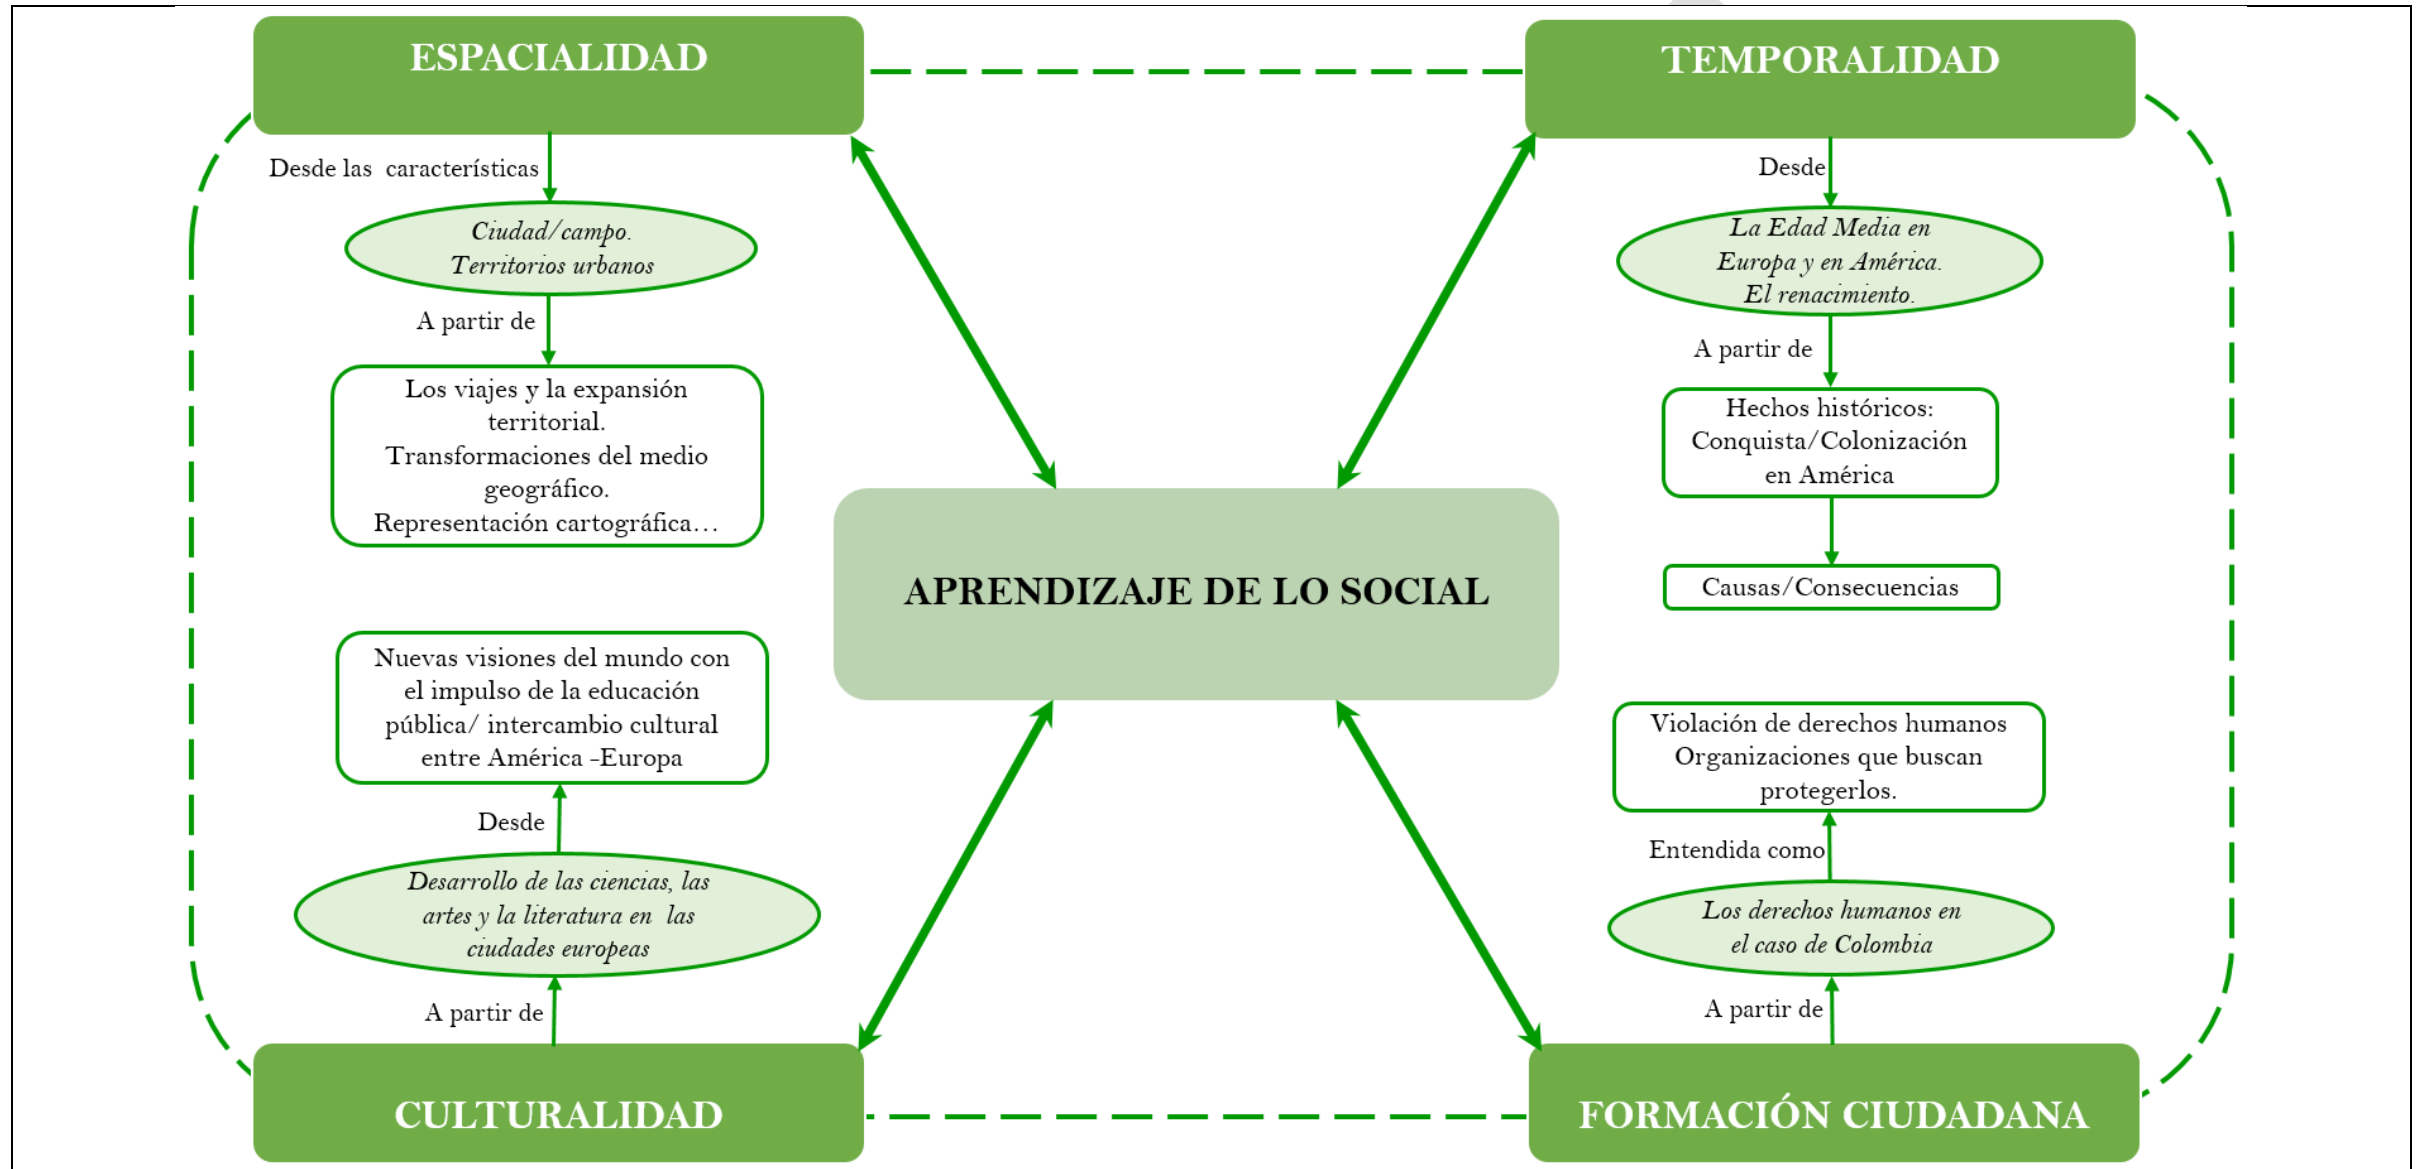 ESPACIALIDAD
Desde las  característícas
Ciudad/campo.
Territorios urbanos
A partir de
Los viajes y la expansión
territorial.
Transformaciones del medio
geográfico.
Representación cartográfica…
TEMPORALIDAD
Desde
La Edad Media en
Europa y en América.
El renacimiento.
A partir de
Hechos históricos:
Conquista/Colonización
en América
Causas/Consecuencias
APRENDIZAJE DE LO SOCIAL
Nuevas visiones del mundo con
el impulso de la educación
pública/ intercambio cultural
entre América -Europa
Desde
Desarrollo de las ciencias, las
artes y la literatura en  las
ciudades europeas
A partir de
CULTURALIDAD
Violación de derechos humanos
Organizaciones que buscan
protegerlos.
Entendida como
Los derechos humanos en
el caso de Colombia
A partir de
FORMACIÓN CIUDADANA